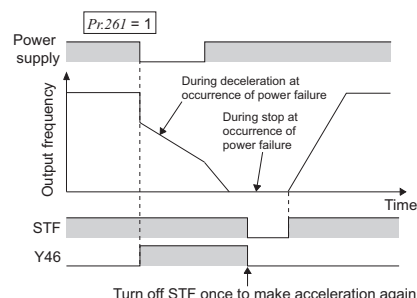 Pr.261 = 1
Power
supply
During deceleration at
occurrence of power failure
During stop at
occurrence of
power failure
Output frequency
Time
STF
Y46
Turn off STF once to make acceleration again